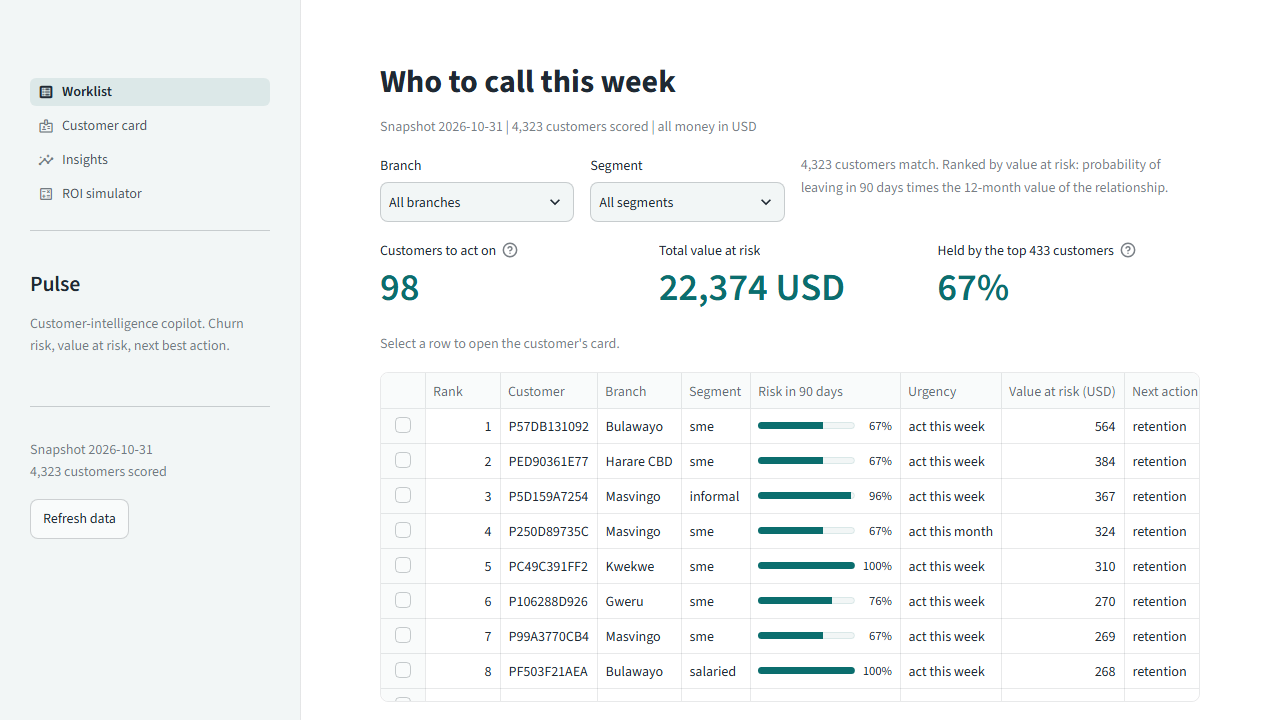 Worklist
Customer card
Insights
ROI simulator
Pulse
Customer-intelligence copilot. Churn
risk, value at risk, next best action.
Snapshot 2026-10-31
4,323 customers scored
Refresh data
Who to call this week
Snapshot 2026-10-31 | 4,323 customers scored | all money in USD
Branch
All branches
Segment
All segments
4,323 customers match. Ranked by value at risk: probability of
leaving in 90 days times the 12-month value of the relationship.
Customers to act on
98
Total value at risk
22,374 USD
Held by the top 433 customers
67%
Select a row to open the customer's card.
Rank Customer Branch Segment Risk in 90 days Urgency Value at risk (USD) Next action
1 P57DB131092 Bulawayo sme 67% act this week 564 retention
2 PED90361E77 Harare CBD sme 67% act this week 384 retention
3 P5D159A7254 Masvingo informal 96% act this week 367 retention
4 P250D89735C Masvingo sme 67% act this month 324 retention
5 PC49C391FF2 Kwekwe sme 100% act this week 310 retention
6 P106288D926 Gweru sme 76% act this week 270 retention
7 P99A3770CB4 Masvingo sme 67% act this week 269 retention
8 PF503F21AEA Bulawayo salaried 100% act this week 268 retention